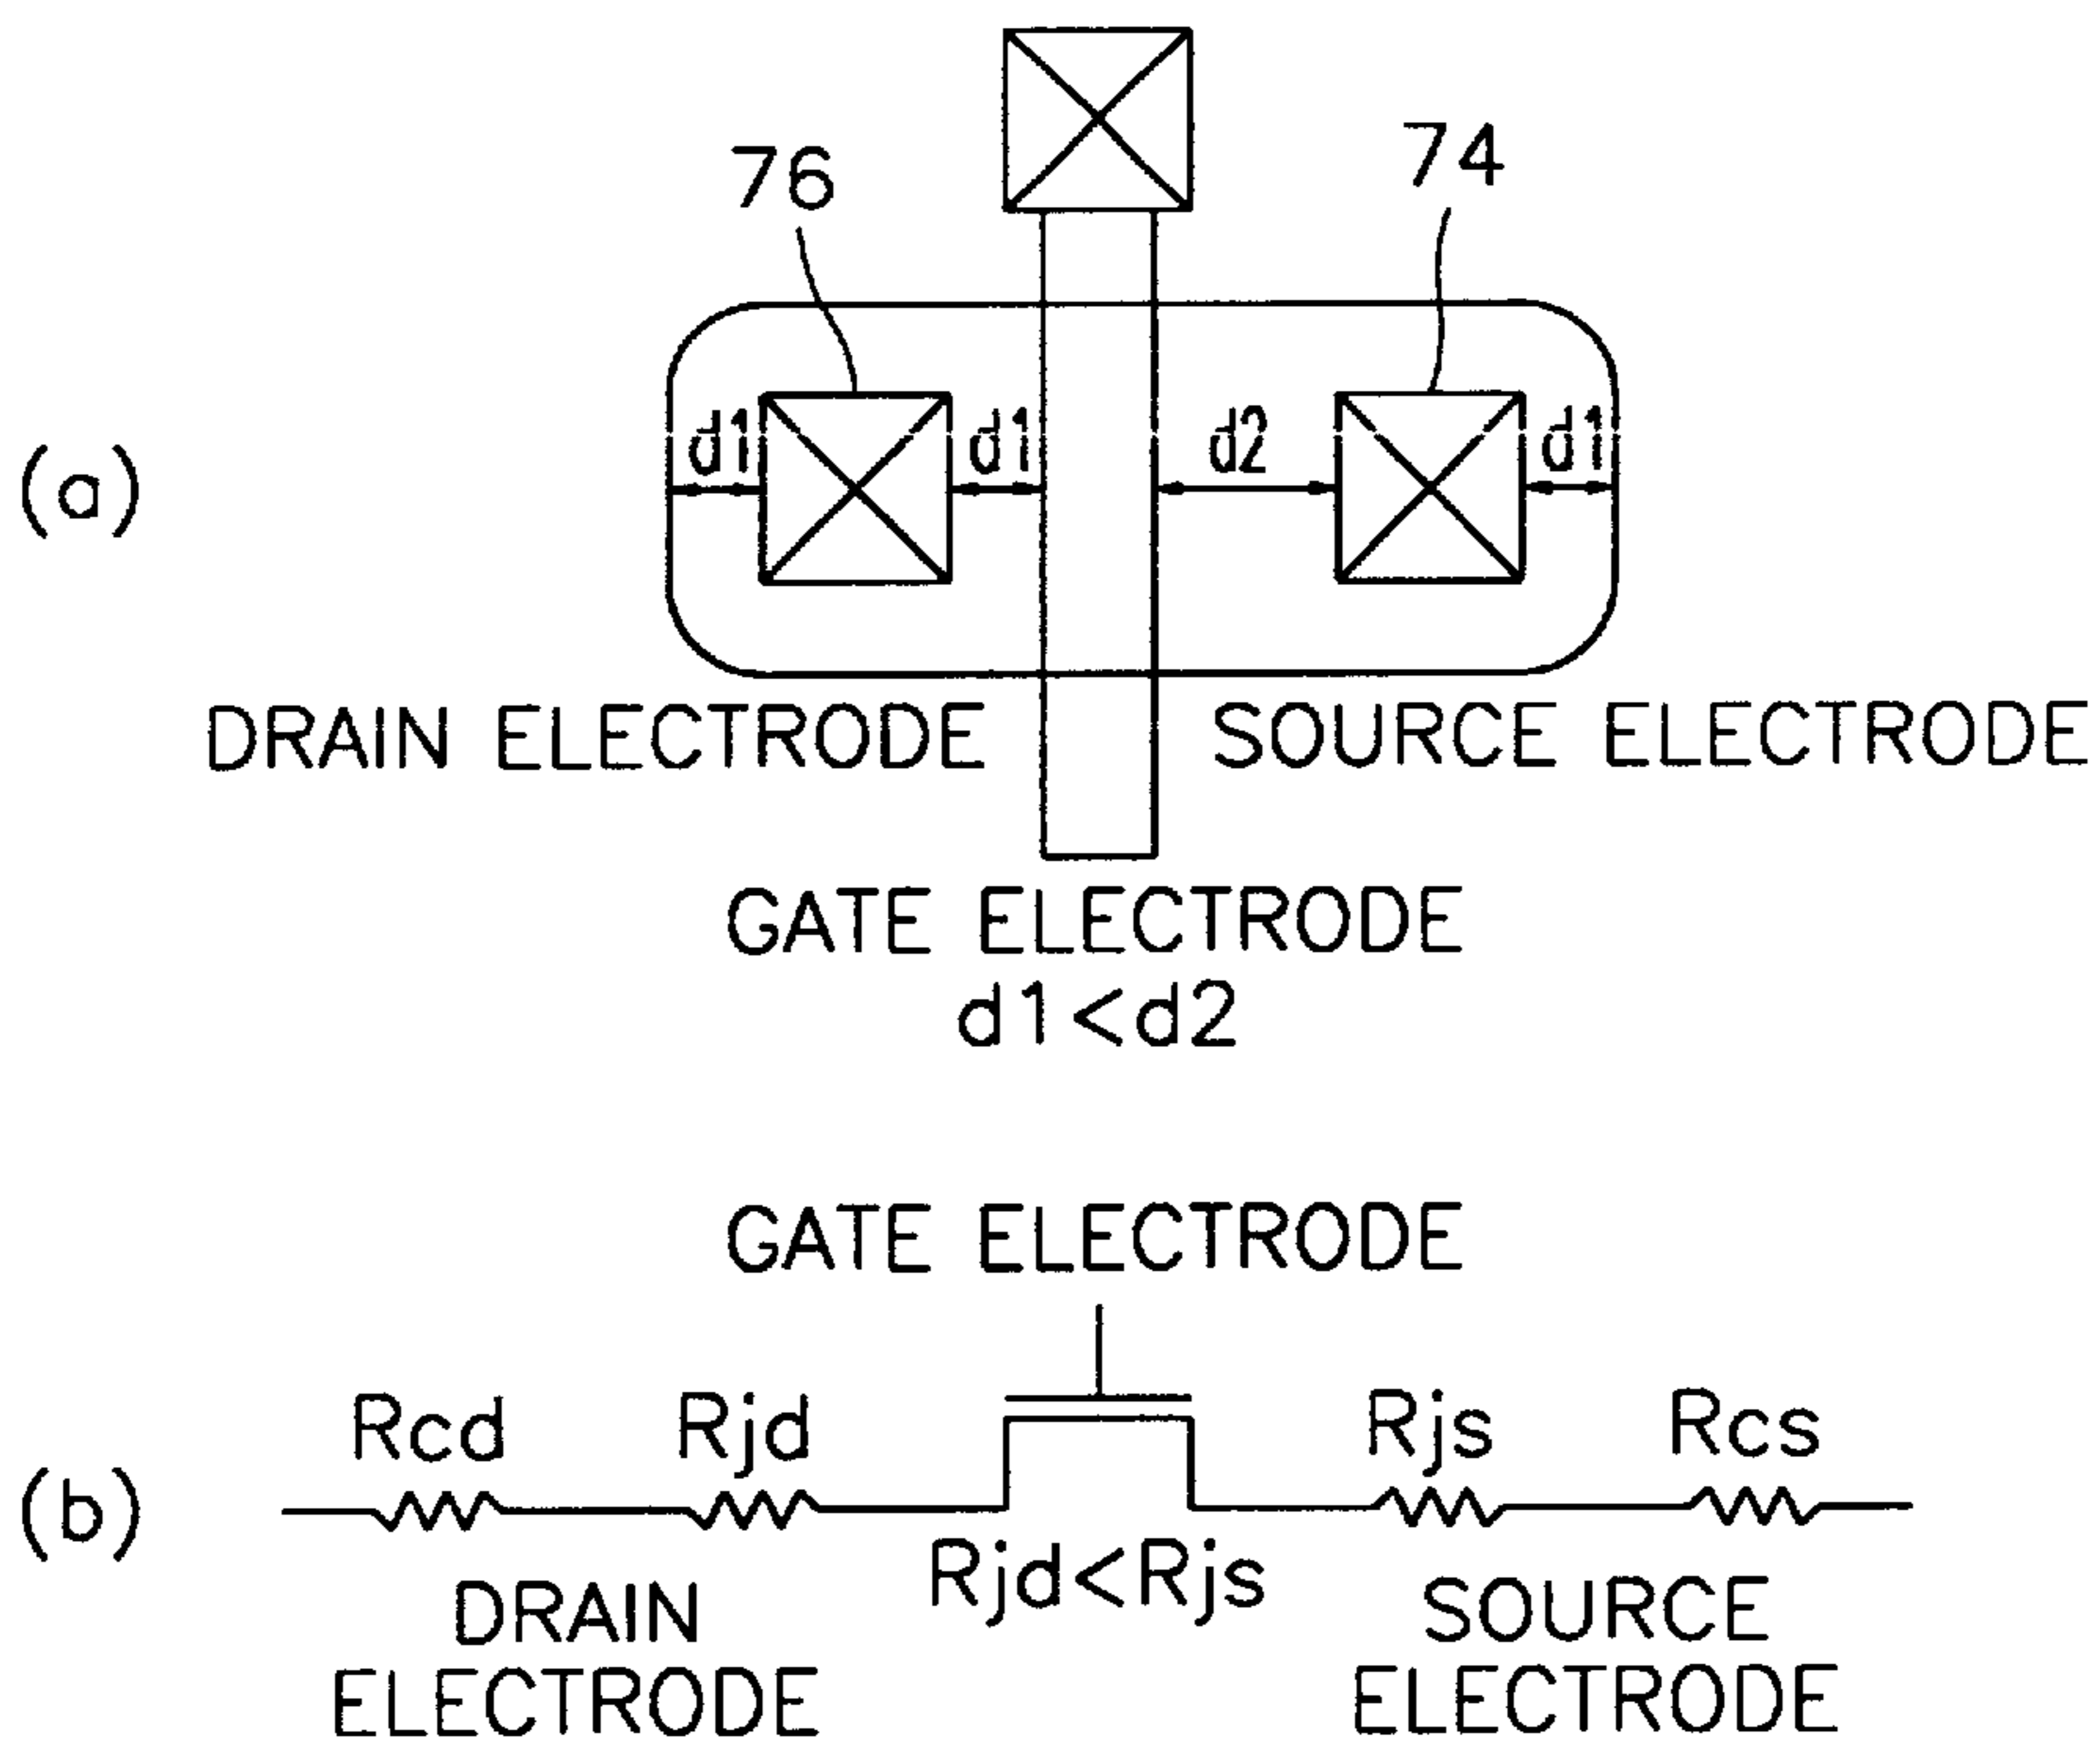 76
74
(a)
d1
d1
d2
d1
DRAIN ELECTRODE
SOURCE ELECTRODE
GATE ELECTRODE
d1<d2
GATE ELECTRODE
(b)
Rcd
Rjd
Rjs
Rcs
Rjd<Rjs
DRAIN
ELECTRODE
SOURCE
ELECTRODE